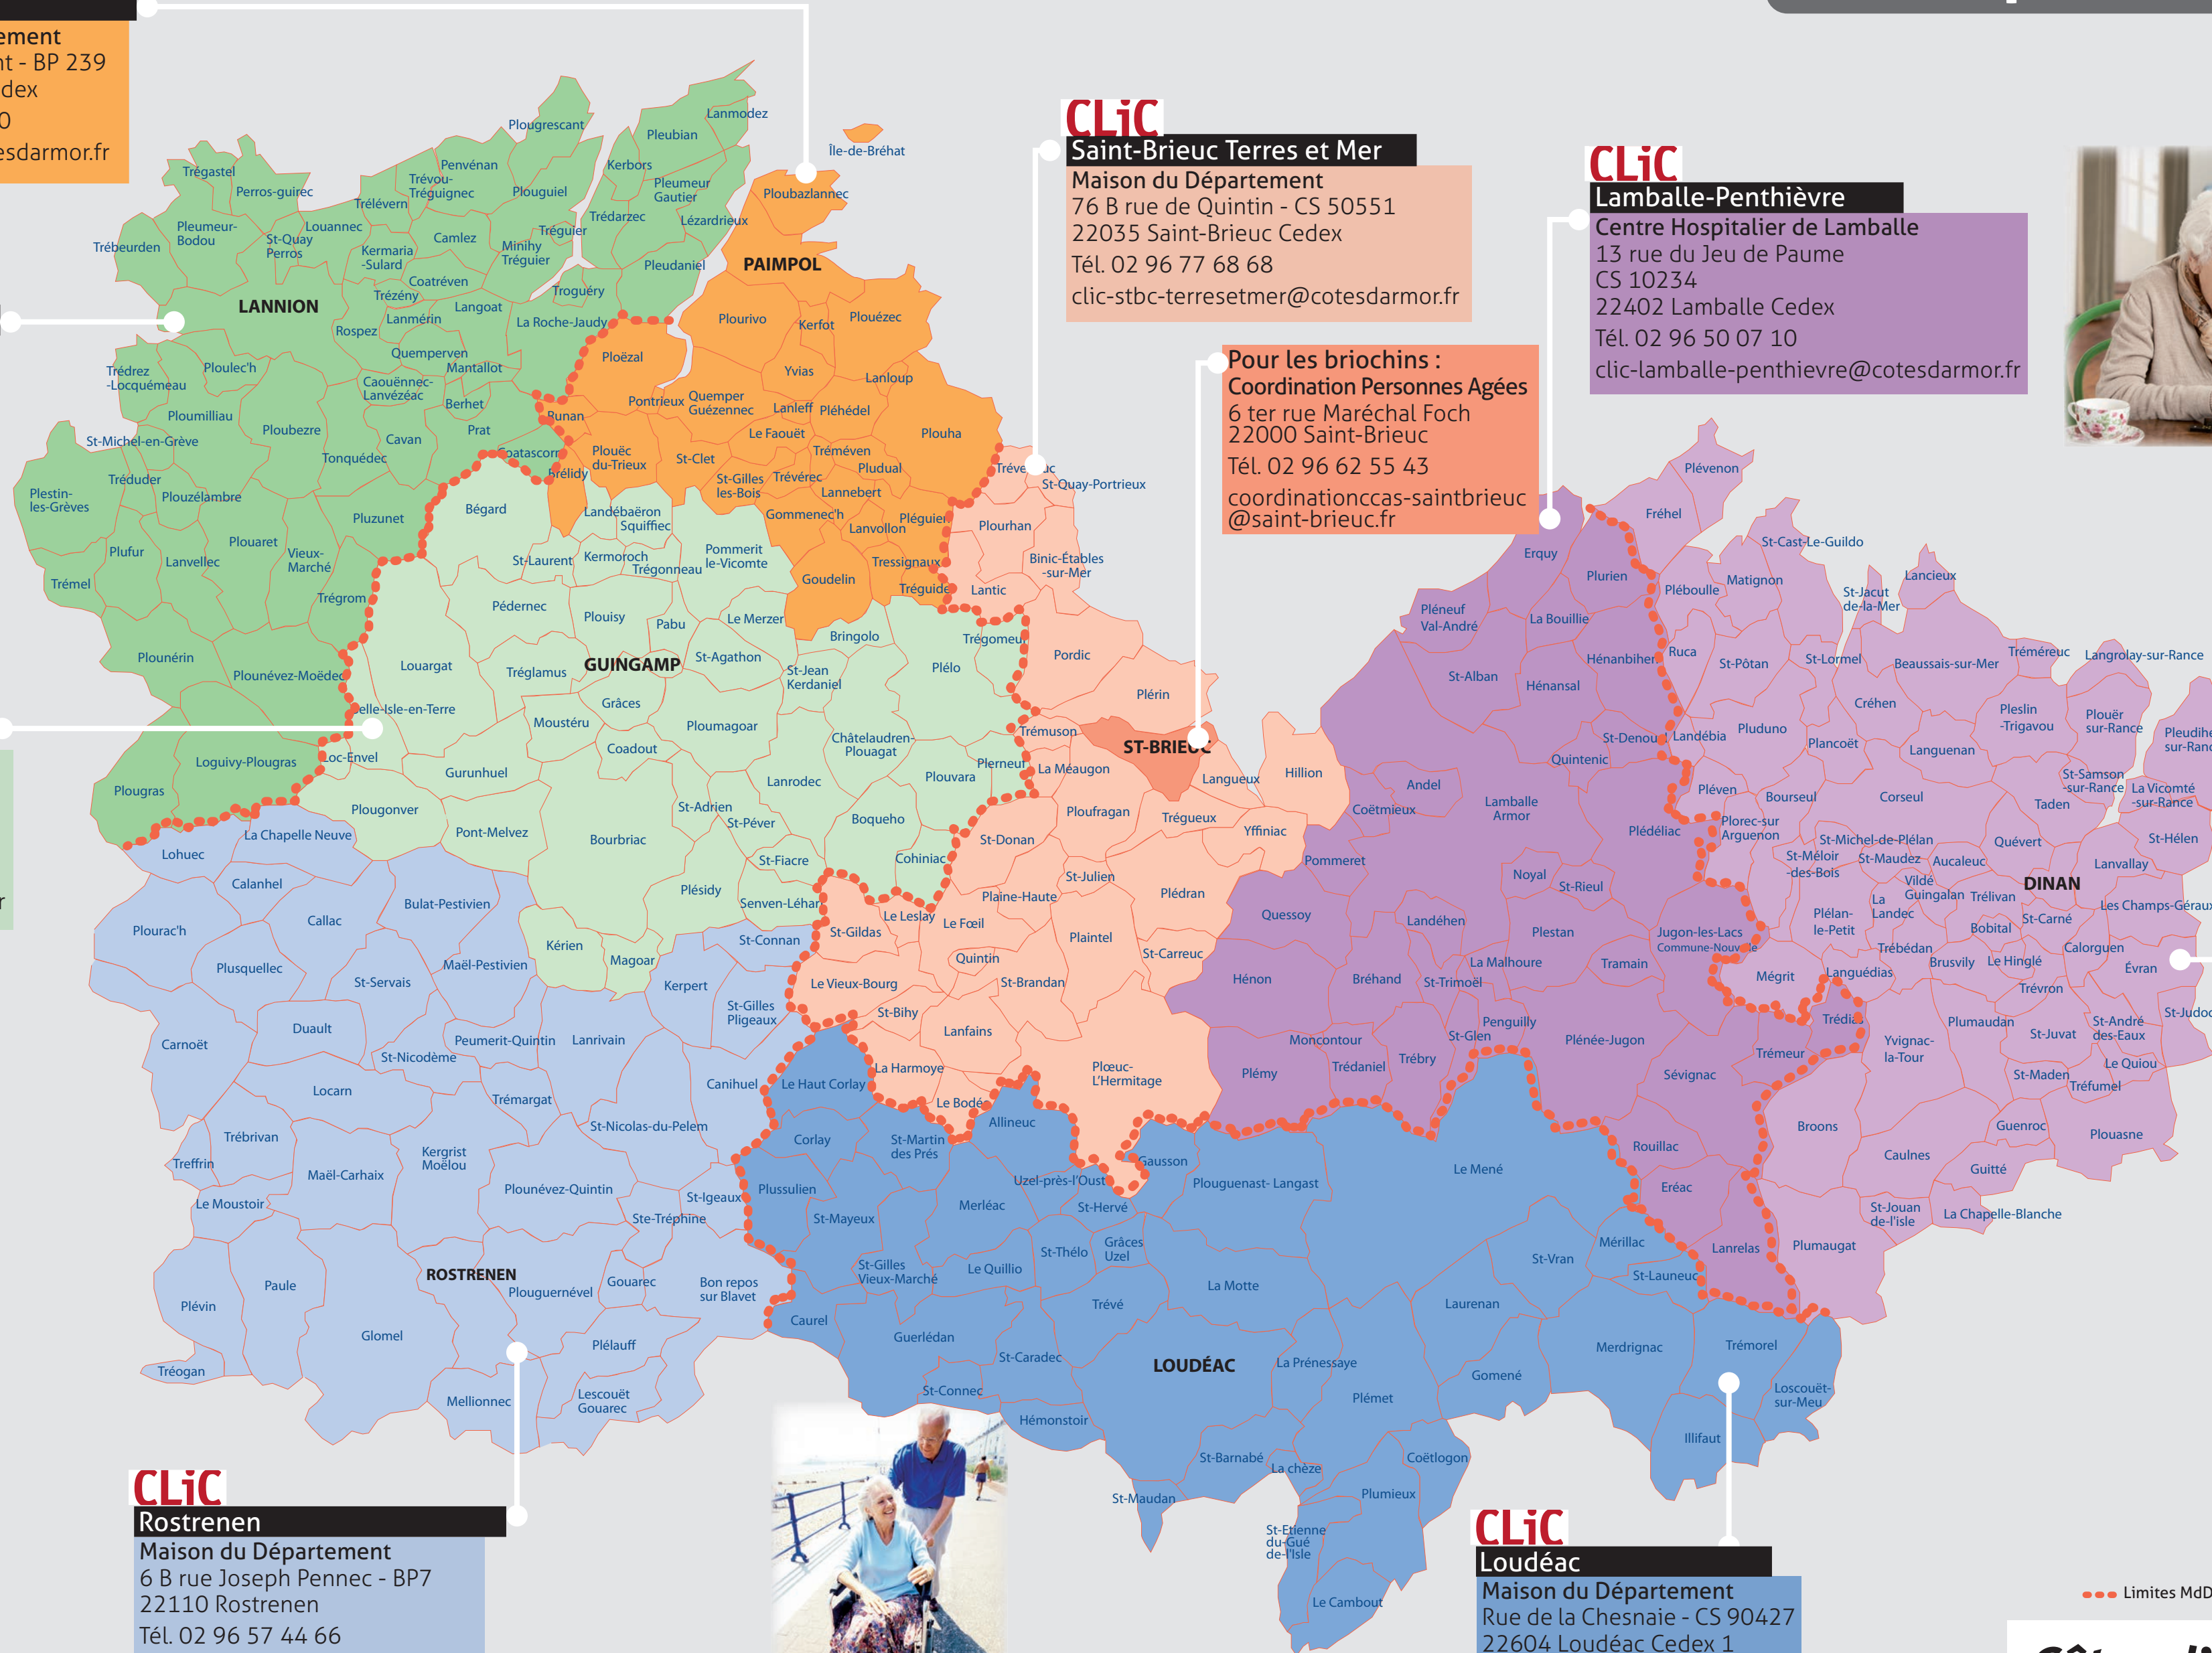 ement
nt - BP 239
dex
0
esdarmor.fr
CLiC
Saint-Brieuc Terres et Mer
Maison du Département
76 B rue de Quintin - CS 50551
22035 Saint-Brieuc Cedex
Tél. 02 96 77 68 68
clic-stbc-terresetmer@cotesdarmor.fr
CLiC
Lamballe-Penthièvre
Centre Hospitalier de Lamballe
13 rue du Jeu de Paume
CS 10234
22402 Lamballe Cedex
Tél. 02 96 50 07 10
clic-lamballe-penthievre@cotesdarmor.fr
Pour les briochins :
Coordination Personnes Agées
6 ter rue Maréchal Foch
22000 Saint-Brieuc
Tél. 02 96 62 55 43
coordinationccas-saintbrieuc
@saint-brieuc.fr
Trégastel
Perros-guirec
Trélévern
Trévou-
Tréguignec
Penvénan
Plougrescant
Plouguiel
Kerbors
Pleubian
Lanmodez
Pleumeur
Gautier
Trédarzec
Lézardrieux
Île-de-Bréhat
Ploubazlannec
Trébeurden
Pleumeur-
Bodou
St-Quay
Perros
Louannec
Kermaria
-Sulard
Camlez
Minihy
Tréguier
Tréguier
Pleudaniel
PAIMPOL
LANNION
Coatréven
Trézény
Lanmérin
Langoat
Troguéry
La Roche-Jaudy
Rospez
Quemperven
Mantallot
Ploëzal
Plourivo
Kerfot
Plouézec
Trédrez
-Locquémeau
Ploulec'h
Caouënnec-
Lanvézéac
Berhet
Yvias
Lanloup
Pontrieux
Quemper
Guézennec
Lanleff
Pléhédel
Runan
Ploumilliau
St-Michel-en-Grève
Ploubezre
Cavan
Prat
Tonquédec
Coatascorn
Brélidy
Plouëc
du-Trieux
St-Clet
Le Faouët
Tréméven
Plouha
Pludual
Trévérec
St-Gilles
les-Bois
Lannebert
Gommenec'h
Lanvollon
Pléguien
Tressignaux
Goudelin
Tréguidel
Plestin-
les-Grèves
Tréduder
Plouzélambre
Pluzunet
Plufur
Lanvellec
Plouaret
Vieux-
Marché
Trémel
Trégrom
Plounérin
Plounévez-Moëdec
Loguivy-Plougras
Plougras
Bégard
Landébaëron
Squiffiec
St-Laurent
Kermoroch
Trégonneau
Pommerit
le-Vicomte
Pédernec
Plouisy
Pabu
Le Merzer
Louargat
Tréglamus
GUINGAMP
St-Agathon
St-Jean
Kerdaniel
Bringolo
Plélo
Trégomeur
Grâces
Belle-Isle-en-Terre
Moustéru
Ploumagoar
Coadout
Châtelaudren-
Plouagat
Plerneuf
Plouvara
Loc-Envel
Gurunhuel
Lanrodec
Plougonver
Pont-Melvez
St-Adrien
St-Péver
Boqueho
Bourbriac
St-Fiacre
Cohiniac
Plésidy
Senven-Léhart
Kérien
Magoar
St-Quay-Portrieux
Plourhan
Binic-Étables
-sur-Mer
Lantic
Pordic
Plérin
Trémuson
ST-BRIEUC
La Méaugon
Langueux
Hillion
Ploufragan
Trégueux
Yffiniac
St-Donan
St-Julien
Plaine-Haute
Plédran
Le Leslay
Le Fœil
St-Gildas
Plaintel
St-Carreuc
Quintin
Le Vieux-Bourg
St-Brandan
St-Bihy
Lanfains
La Harmoye
Le Bodéo
Plœuc-
L'Hermitage
Lohuec
La Chapelle Neuve
Calanhel
Bulat-Pestivien
Callac
Plourac'h
Plusquellec
St-Servais
Maël-Pestivien
St-Connan
Kerpert
St-Gilles
Pligeaux
Carnoët
Duault
St-Nicodème
Peumerit-Quintin
Lanrivain
Canihuel
Locarn
Trémargat
St-Nicolas-du-Pelem
Trébrivan
Treffrin
Maël-Carhaix
Kergrist
Moëlou
Le Moustoir
Plounévez-Quintin
St-Igeaux
Ste-Tréphine
Plévin
Paule
ROSTRENEN
Plouguernével
Gouarec
Bon repos
sur Blavet
Glomel
Plélauff
Tréogan
Mellionnec
Lescouët
Gouarec
Le Haut Corlay
Corlay
St-Martin
des Prés
Allineuc
Plussulien
St-Mayeux
Merléac
Uzel-près-l'Oust
St-Hervé
Gausson
Plouguenast- Langast
Le Mené
St-Gilles
Vieux-Marché
Le Quillio
St-Thélo
Grâces
Uzel
La Motte
Trévé
Caurel
Guerlédan
St-Caradec
LOUDÉAC
La Prénessaye
St-Connec
Hémonstoir
Plémet
St-Barnabé
La chèze
Coëtlogon
St-Maudan
Plumieux
St-Etienne
du-Gué
de-l'Isle
Le Cambout
St-Vran
Mérillac
St-Launeuc
Laurenan
Gomené
Merdrignac
Trémorel
Loscouët-
sur-Meu
Illifaut
Erquy
Plurien
Pléneuf
Val-André
La Bouillie
Hénanbihen
St-Alban
Hénansal
St-Denoual
Quintenic
Andel
Coëtmieux
Lamballe
Armor
Plédéliac
Pommeret
Noyal
St-Rieul
Quessoy
Landéhen
Plestan
Jugon-les-Lacs
Commune-Nouvelle
Hénon
Bréhand
St-Trimoël
La Malhoure
Tramain
Moncontour
Penguilly
St-Glen
Plénée-Jugon
Plémy
Trédaniel
Trébry
Sévignac
Trémeur
Trédias
Rouillac
Eréac
Lanrelas
Plévenon
Fréhel
St-Cast-Le-Guildo
Pléboulle
Matignon
St-Jacut
de-la-Mer
Lancieux
Ruca
St-Pôtan
St-Lormel
Beaussais-sur-Mer
Tréméreuc
Langrolay-sur-Rance
Créhen
Pleslin
-Trigavou
Plouër
sur-Rance
Landébia
Pluduno
Plancoët
Languenan
Pléven
Bourseul
Corseul
St-Samson
-sur-Rance
La Vicomté
-sur-Rance
Taden
Plorec-sur
Arguenon
St-Michel-de-Plélan
Quévert
St-Hélen
St-Méloir
-des-Bois
St-Maudez
Aucaleuc
Lanvallay
Vildé
Guingalan
DINAN
Trélivan
La
Landec
Plélan-
le-Petit
St-Carné
Bobital
Trébédan
Brusvily
Le Hinglé
Calorguen
Évran
Mégrit
Languédias
Trévron
Plumaudan
St-Juvat
St-André
des-Eaux
Yvignac-
la-Tour
Le Quiou
St-Maden
Tréfumel
Broons
Guenroc
Plouasne
Caulnes
Guitté
St-Jouan
de-l'isle
La Chapelle-Blanche
Plumaugat
CLiC
Rostrenen
Maison du Département
6 B rue Joseph Pennec - BP7
22110 Rostrenen
Tél. 02 96 57 44 66
CLiC
Loudéac
Maison du Département
Rue de la Chesnaie - CS 90427
22604 Loudéac Cedex 1
Limites MdD